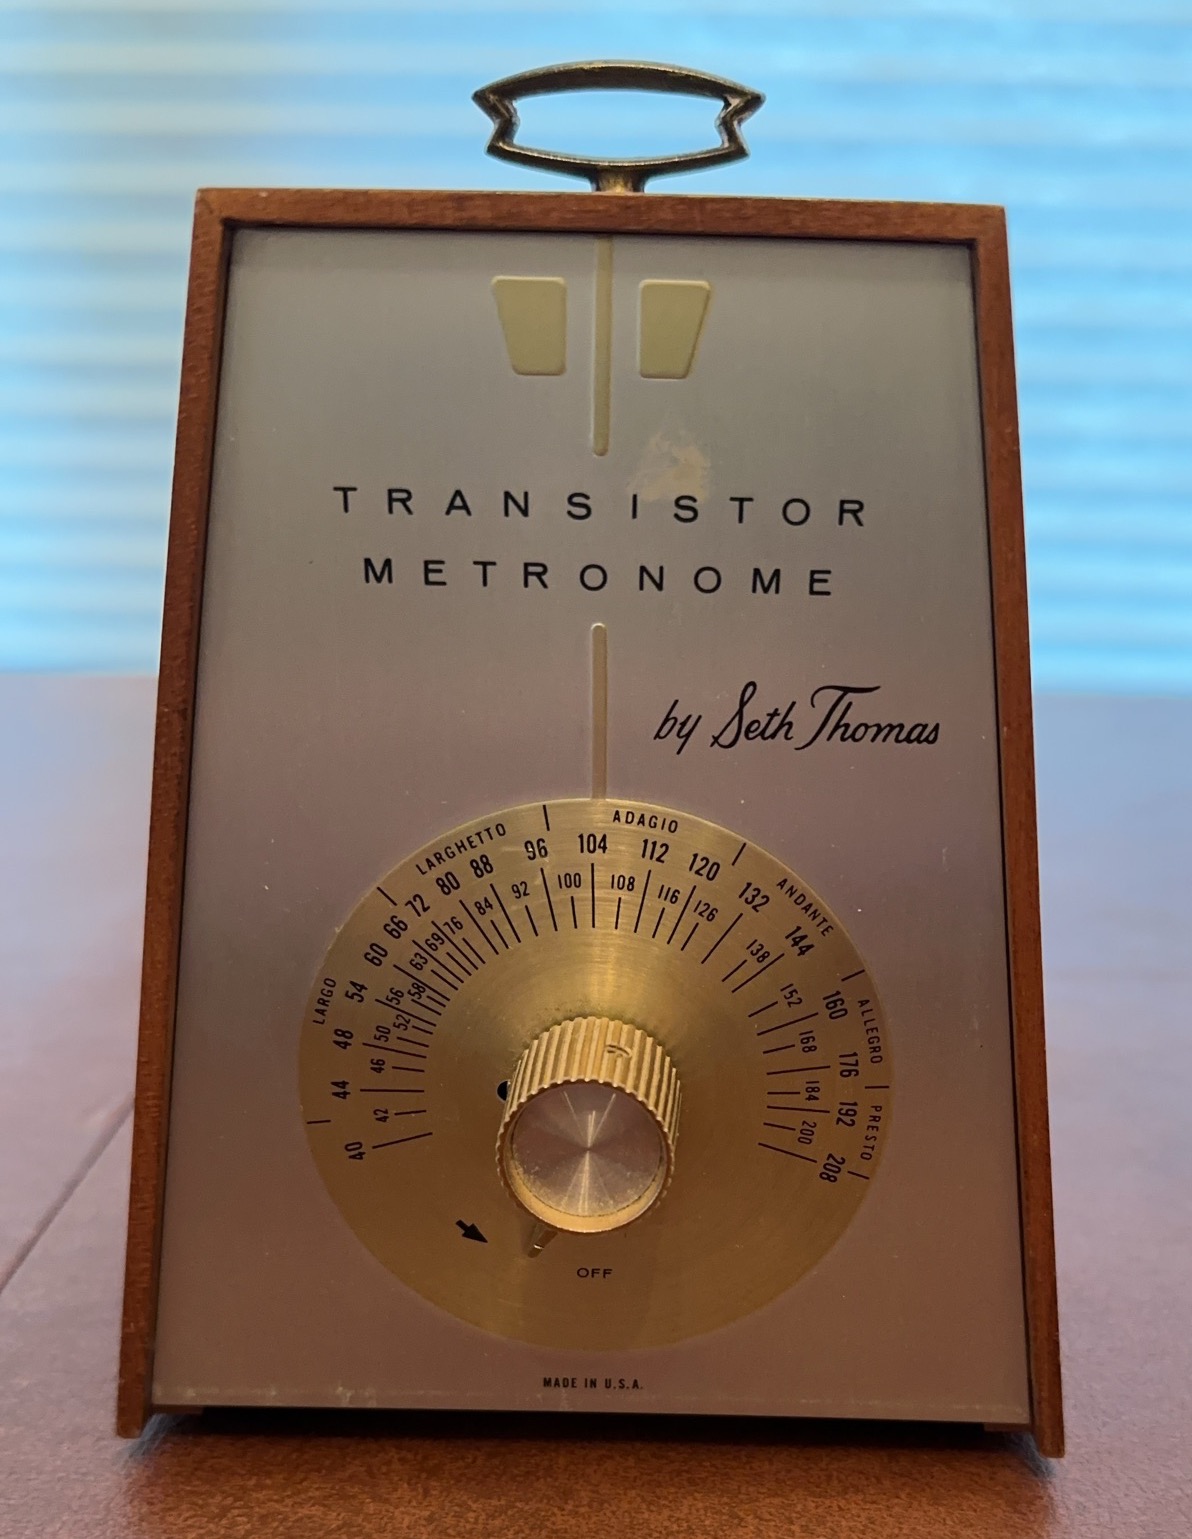 TRANSISTOR
METRONOME
by Seth Thomas
LARGO LARGHETTO ADAGIO ANDANTE ALLEGRO PRESTO
40 44 48 54 60 66 72 80 88 96 104 112 120 132 144 160 176 192 208
42 46 50 52 56 58 63 69 76 84 92 100 108 116 126 138 152 168 184 200
OFF
MADE IN U.S.A.